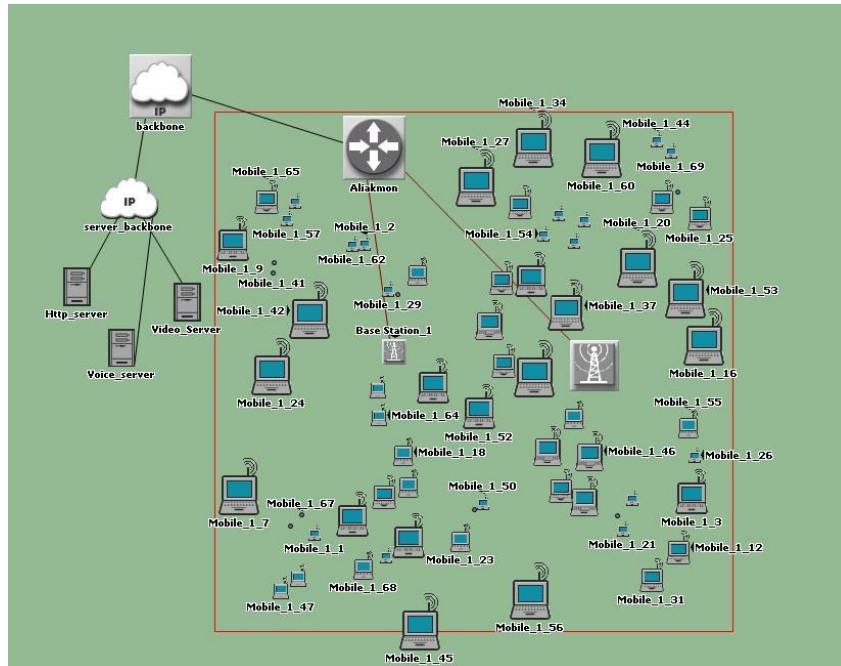 IP
backbone
IP
server_backbone
Http_server
Video_Server
Voice_server
Aliakmon
Mobile_1_34
Mobile_1_27
Mobile_1_44
Mobile_1_69
Mobile_1_60
Mobile_1_65
Mobile_1_57
Mobile_1_2
Mobile_1_62
Mobile_1_54
Mobile_1_20
Mobile_1_25
Mobile_1_9
Mobile_1_41
Mobile_1_42
Mobile_1_29
Mobile_1_37
Mobile_1_53
Base Station_1
Mobile_1_16
Mobile_1_24
Mobile_1_64
Mobile_1_52
Mobile_1_55
Mobile_1_18
Mobile_1_46
Mobile_1_26
Mobile_1_50
Mobile_1_67
Mobile_1_7
Mobile_1_3
Mobile_1_1
Mobile_1_23
Mobile_1_21
Mobile_1_12
Mobile_1_68
Mobile_1_47
Mobile_1_31
Mobile_1_56
Mobile_1_45